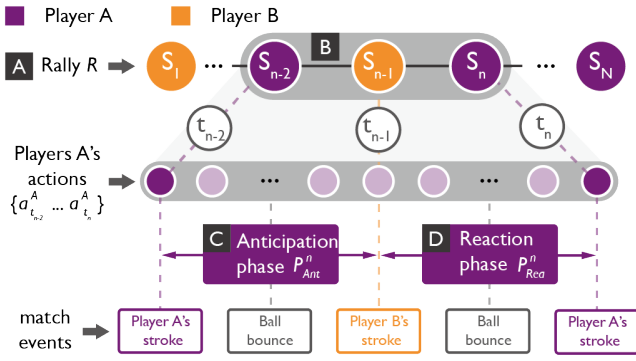 Player A Player B
A Rally R S1 ... Sn-2 B Sn-1 Sn ... SN
tn-2 tn-1 tn
Players A's
actions
{a^A_tn-2 ... a^A_tn}
... ...
C Anticipation
phase P^n_Ant
D Reaction
phase P^n_Rea
match
events
Player A's
stroke
Ball
bounce
Player B's
stroke
Ball
bounce
Player A's
stroke